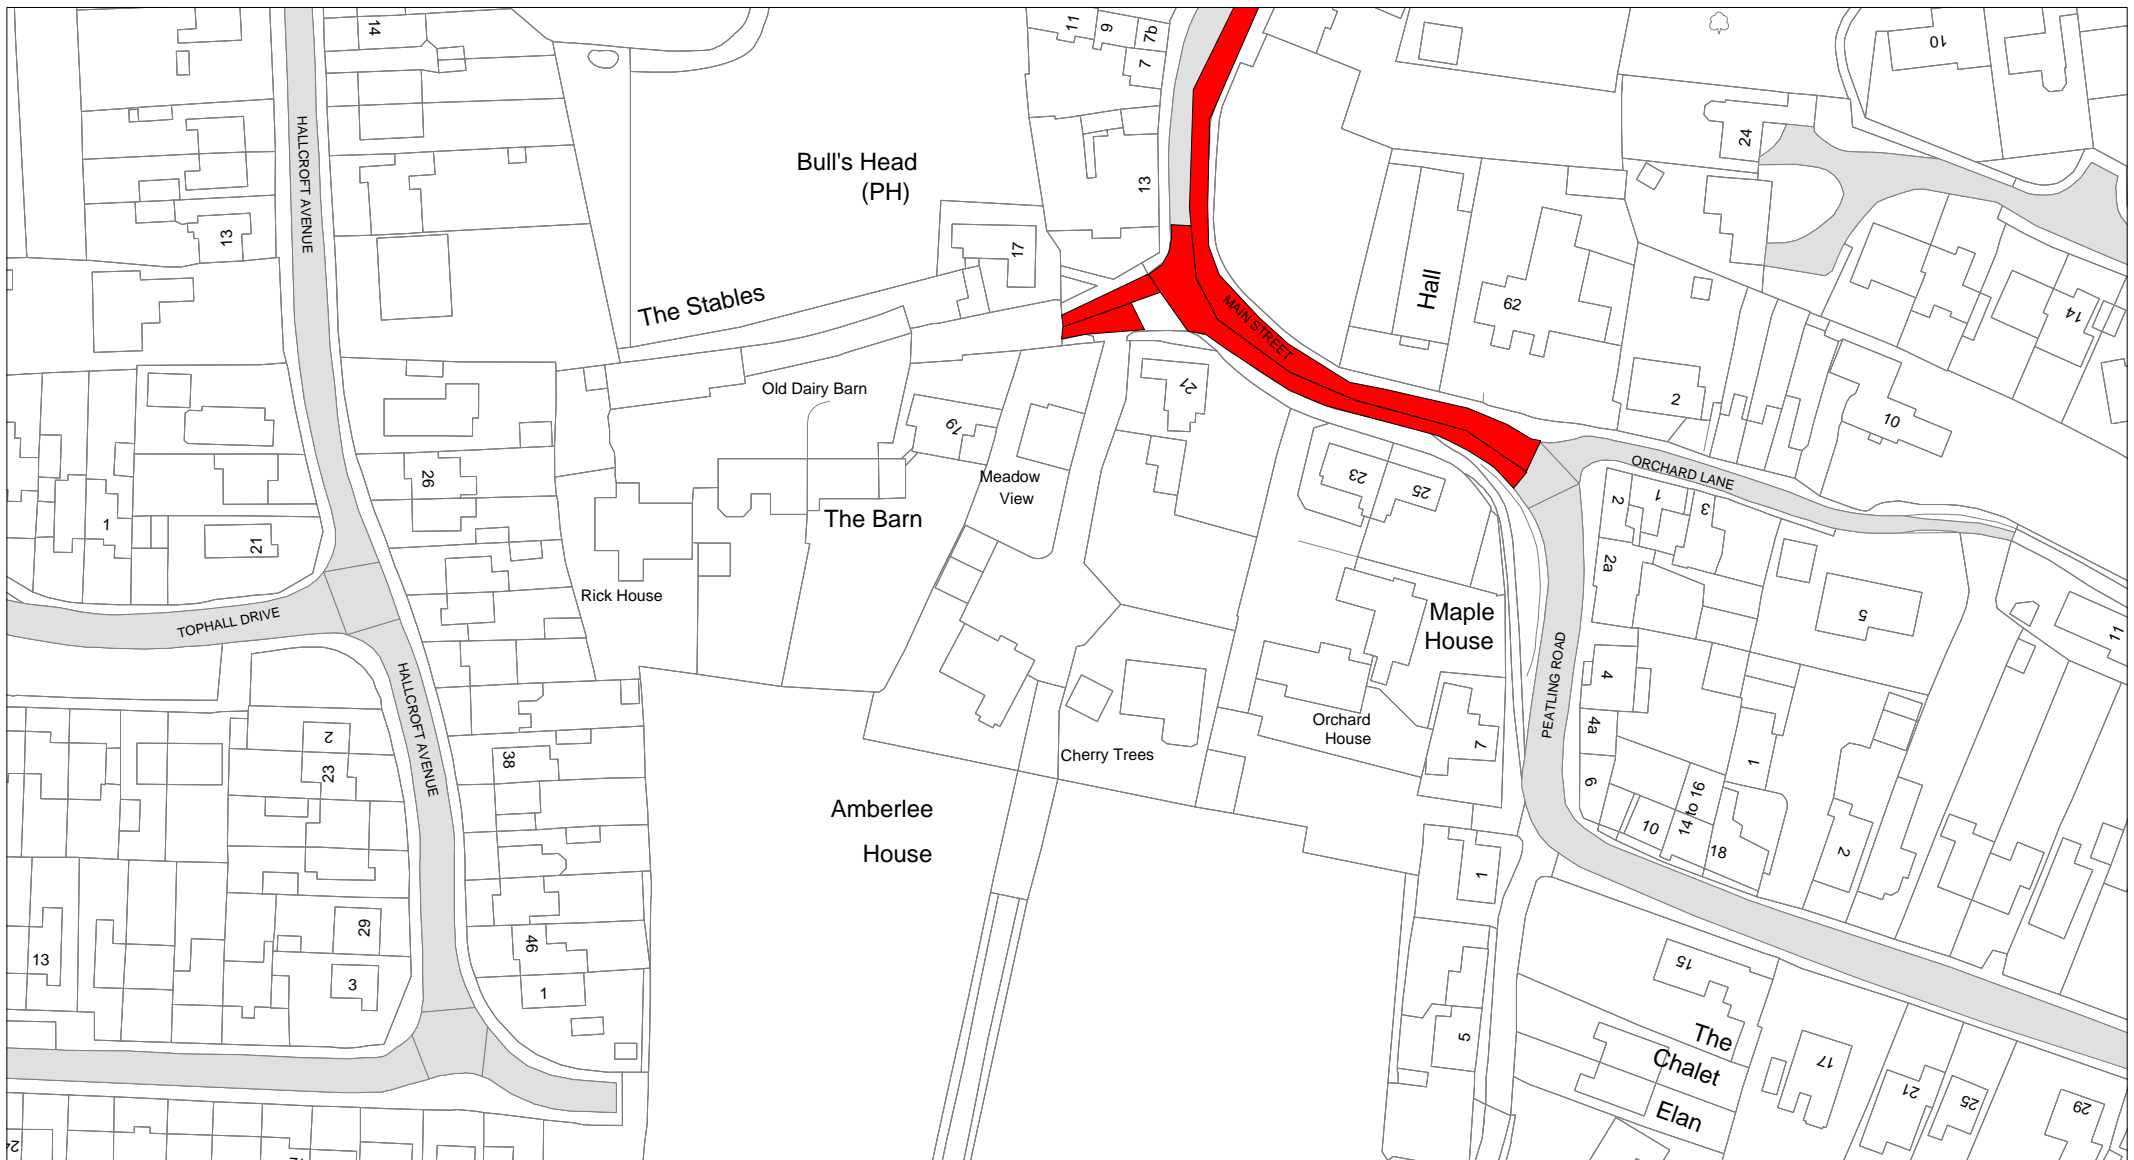 14
11
9
7b
7
10
HALLCROFT AVENUE
Bull's Head
(PH)
13
24
13
17
The Stables
Hall
62
MAIN STREET
14
Old Dairy Barn
21
2
10
19
26
Meadow
View
23
25
ORCHARD LANE
2
1
3
1
21
The Barn
2a
Rick House
TOPHALL DRIVE
Maple
House
5
11
PEATLING ROAD
4
HALLCROFT AVENUE
Orchard
House
4a
7
2
23
38
Cherry Trees
6
1
14 to 16
Amberlee
House
10
18
2
1
29
46
13
3
1
15
The
Chalet
Elan
5
17
21
25
29